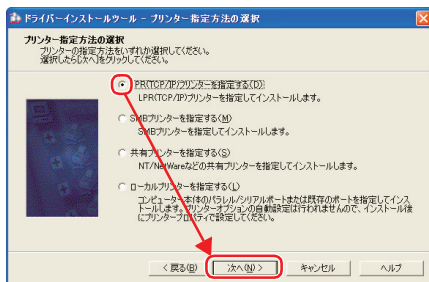 ドライバーインストールツール - プリンター指定方法の選択
プリンター指定方法の選択
プリンターの指定方法をいずれか選択してください。
選択したら[次へ]をクリックしてください。
PR(TCP/IP)プリンターを指定する(D)
LPR(TCP/IP)プリンターを指定してインストールします。
SMBプリンターを指定する(M)
SMBプリンターを指定してインストールします。
共有プリンターを指定する(S)
NT/NetWareなどの共有プリンターを指定してインストールします。
ローカルプリンターを指定する(L)
コンピューター本体のパラレル/シリアルポートまたは既存のポートを指定してインス
トールします。プリンターオプションの自動設定は行われませんので、インストール後
にプリンタープロパティで設定してください。
< 戻る(B) 次へ(N) > キャンセル ヘルプ